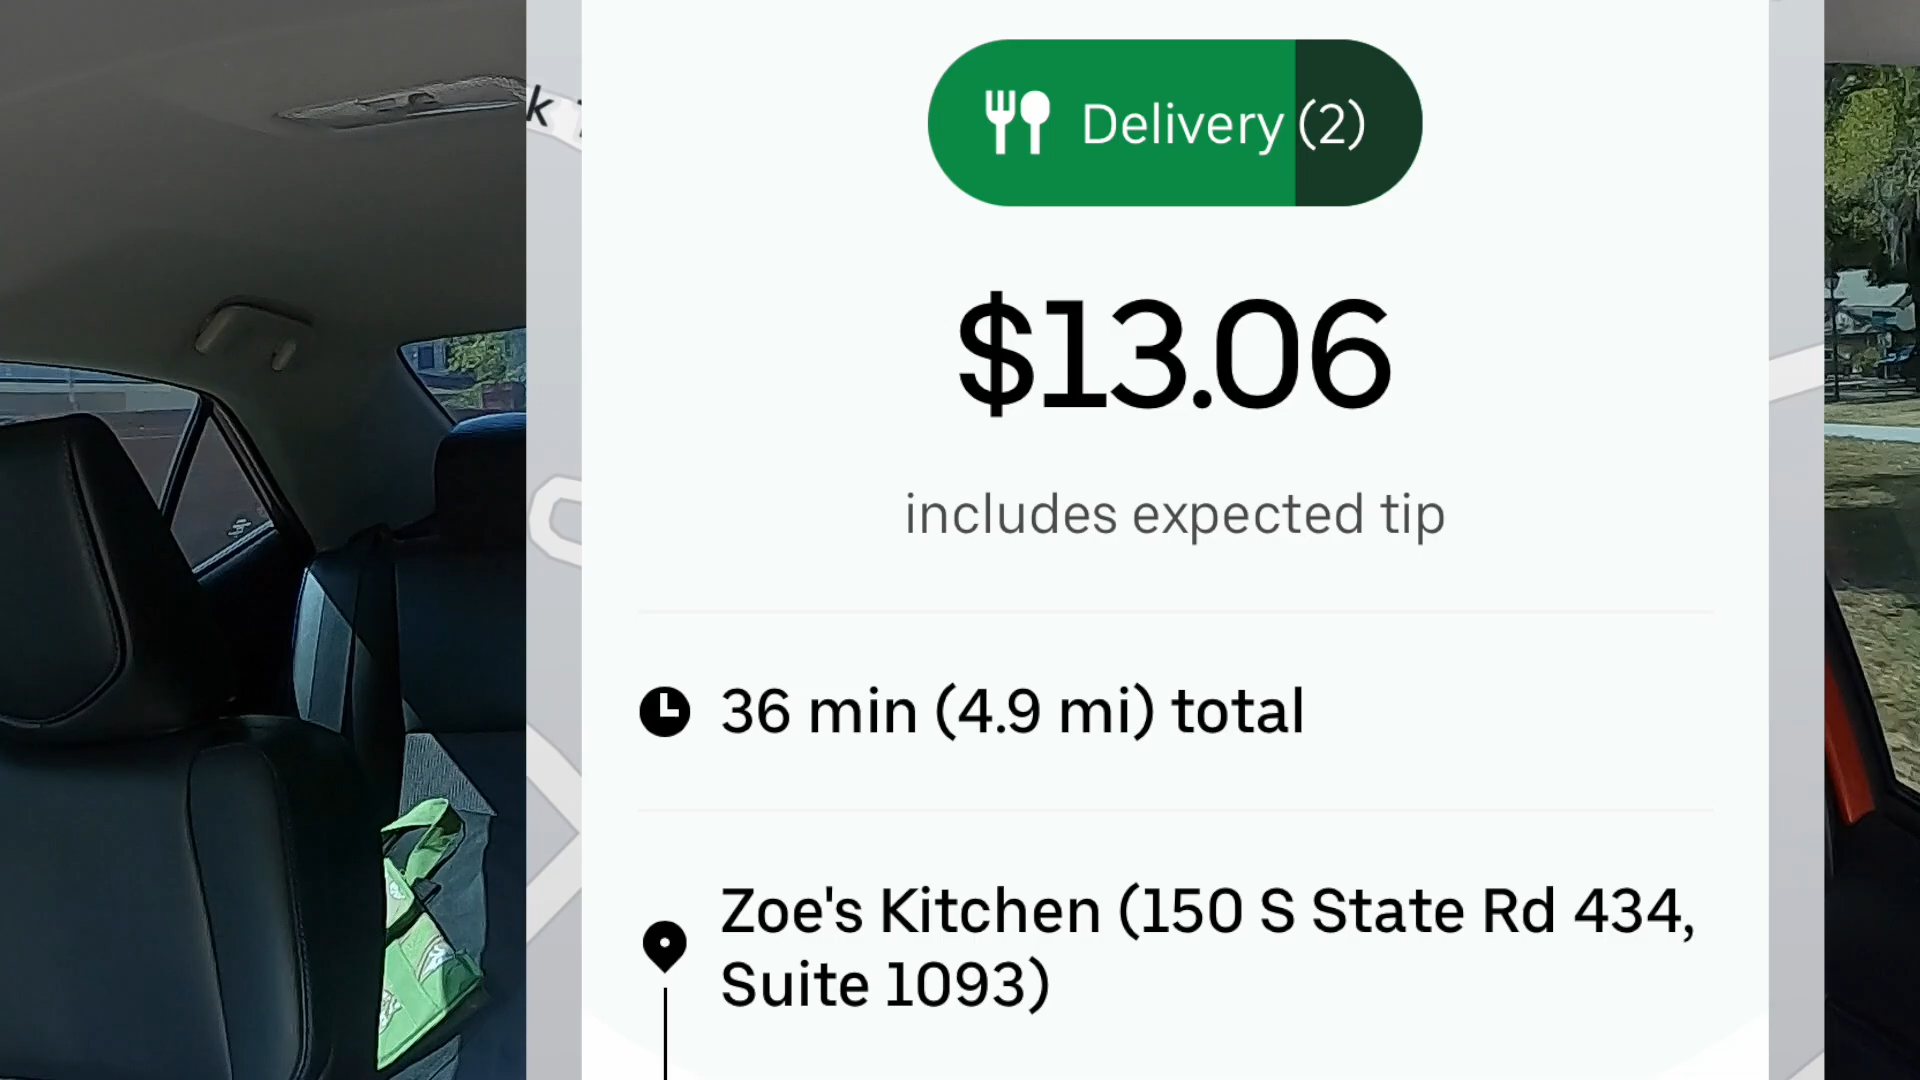 Delivery (2)
$13.06
includes expected tip
36 min (4.9 mi) total
Zoe's Kitchen (150 S State Rd 434,
Suite 1093)